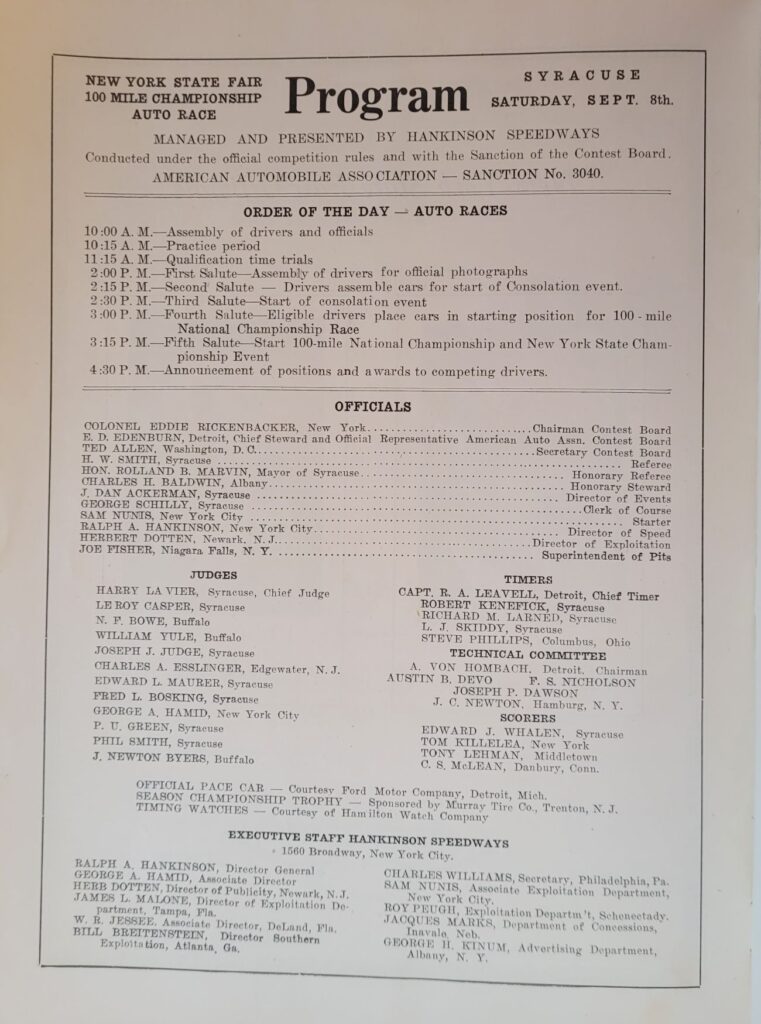 NEW YORK STATE FAIR
100 MILE CHAMPIONSHIP
AUTO RACE
Program
SYRACUSE
SATURDAY, SEPT. 8th.
MANAGED AND PRESENTED BY HANKINSON SPEEDWAYS
Conducted under the official competition rules and with the Sanction of the Contest Board.
AMERICAN AUTOMOBILE ASSOCIATION — SANCTION No. 3040.
ORDER OF THE DAY — AUTO RACES
10:00 A. M.—Assembly of drivers and officials
10:15 A. M.—Practice period
11:15 A. M.—Qualification time trials
2:00 P. M.—First Salute—Assembly of drivers for official photographs
2:15 P. M.—Second Salute — Drivers assemble cars for start of Consolation event.
2:30 P. M.—Third Salute—Start of consolation event
3:00 P. M.—Fourth Salute—Eligible drivers place cars in starting position for 100-mile
National Championship Race
3:15 P. M.—Fifth Salute—Start 100-mile National Championship and New York State Cham-
pionship Event
4:30 P. M.—Announcement of positions and awards to competing drivers.
OFFICIALS
COLONEL EDDIE RICKENBACKER, New York....................Chairman Contest Board
E. D. EDENBURN, Detroit, Chief Steward and Official Representative American Auto Assn. Contest Board
TED ALLEN, Washington, D. C.....................Secretary Contest Board
H. W. SMITH, Syracuse .................... Referee
HON. ROLLAND B. MARVIN, Mayor of Syracuse.................... Honorary Referee
CHARLES H. BALDWIN, Albany.................... Honorary Steward
J. DAN ACKERMAN, Syracuse .................... Director of Events
GEORGE SCHILLY, Syracuse ....................Clerk of Course
SAM NUNIS, New York City .................... Starter
RALPH A. HANKINSON, New York City.................... Director of Speed
HERBERT DOTTEN, Newark, N. J.....................Director of Exploitation
JOE FISHER, Niagara Falls, N. Y. .................... Superintendent of Pits
JUDGES
HARRY LA VIER, Syracuse, Chief Judge
LE ROY CASPER, Syracuse
N. F. BOWE, Buffalo
WILLIAM YULE, Buffalo
JOSEPH J. JUDGE, Syracuse
CHARLES A. ESSLINGER, Edgewater, N. J.
EDWARD L. MAURER, Syracuse
FRED L. BOSKING, Syracuse
GEORGE A. HAMID, New York City
P. U. GREEN, Syracuse
PHIL SMITH, Syracuse
J. NEWTON BYERS, Buffalo
TIMERS
CAPT. R. A. LEAVELL, Detroit, Chief Timer
ROBERT KENEFICK, Syracuse
RICHARD M. LARNED, Syracuse
L. J. SKIDDY, Syracuse
STEVE PHILLIPS, Columbus, Ohio
TECHNICAL COMMITTEE
A. VON HOMBACH, Detroit, Chairman
AUSTIN B. DEVO F. S. NICHOLSON
JOSEPH P. DAWSON
J. C. NEWTON, Hamburg, N. Y.
SCORERS
EDWARD J. WHALEN, Syracuse
TOM KILLELEA, New York
TONY LEHMAN, Middletown
C. S. McLEAN, Danbury, Conn.
OFFICIAL PACE CAR — Courtesy Ford Motor Company, Detroit, Mich.
SEASON CHAMPIONSHIP TROPHY — Sponsored by Murray Tire Co., Trenton, N. J.
TIMING WATCHES — Courtesy of Hamilton Watch Company
EXECUTIVE STAFF HANKINSON SPEEDWAYS
1560 Broadway, New York City.
RALPH A. HANKINSON, Director General
GEORGE A. HAMID, Associate Director
HERB DOTTEN, Director of Publicity, Newark, N. J.
JAMES L. MALONE, Director of Exploitation De-
partment, Tampa, Fla.
W. R. JESSEE, Associate Director, DeLand, Fla.
BILL BREITENSTEIN, Director Southern
Exploitation, Atlanta, Ga.
CHARLES WILLIAMS, Secretary, Philadelphia, Pa.
SAM NUNIS, Associate Exploitation Department,
New York City.
ROY PEUGH, Exploitation Departm't, Schenectady.
JACQUES MARKS, Department of Concessions,
Inavale, Neb.
GEORGE H. KINUM, Advertising Department,
Albany, N. Y.